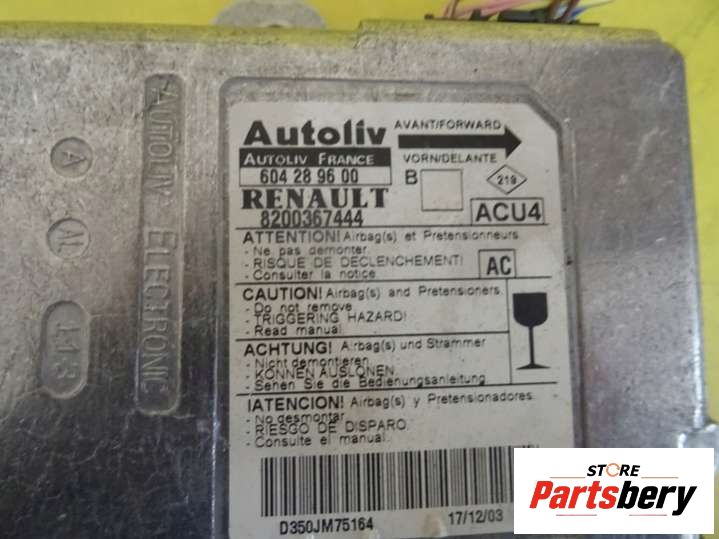 Autoliv
AVANT/FORWARD
AUTOLIV FRANCE
VORN/DELANTE
604 28 96 00
B
219
RENAULT
8200367444
ACU4
ATTENTION! Airbag(s) et Pretensionneurs
- Ne pas demonter.
- RISQUE DE DECLENCHEMENT!
- Consulter la notice.
AC
CAUTION! Airbag(s) and Pretensioners.
- Do not remove
- TRIGGERING HAZARD!
- Read manual.
ACHTUNG! Airbag(s) und Strammer
- Nicht demontieren.
- KÖNNEN AUSLÖNEN.
- Sehen Sie die Bedienungsanleitung
¡ATENCION! Airbag(s) y Pretensionadores.
- No desmontar.
- RIESGO DE DISPARO.
- Consulte el manual.
D350JM75164
17/12/03
AUTOLIV ELECTRONIC
A
AL
STORE
Partsbery